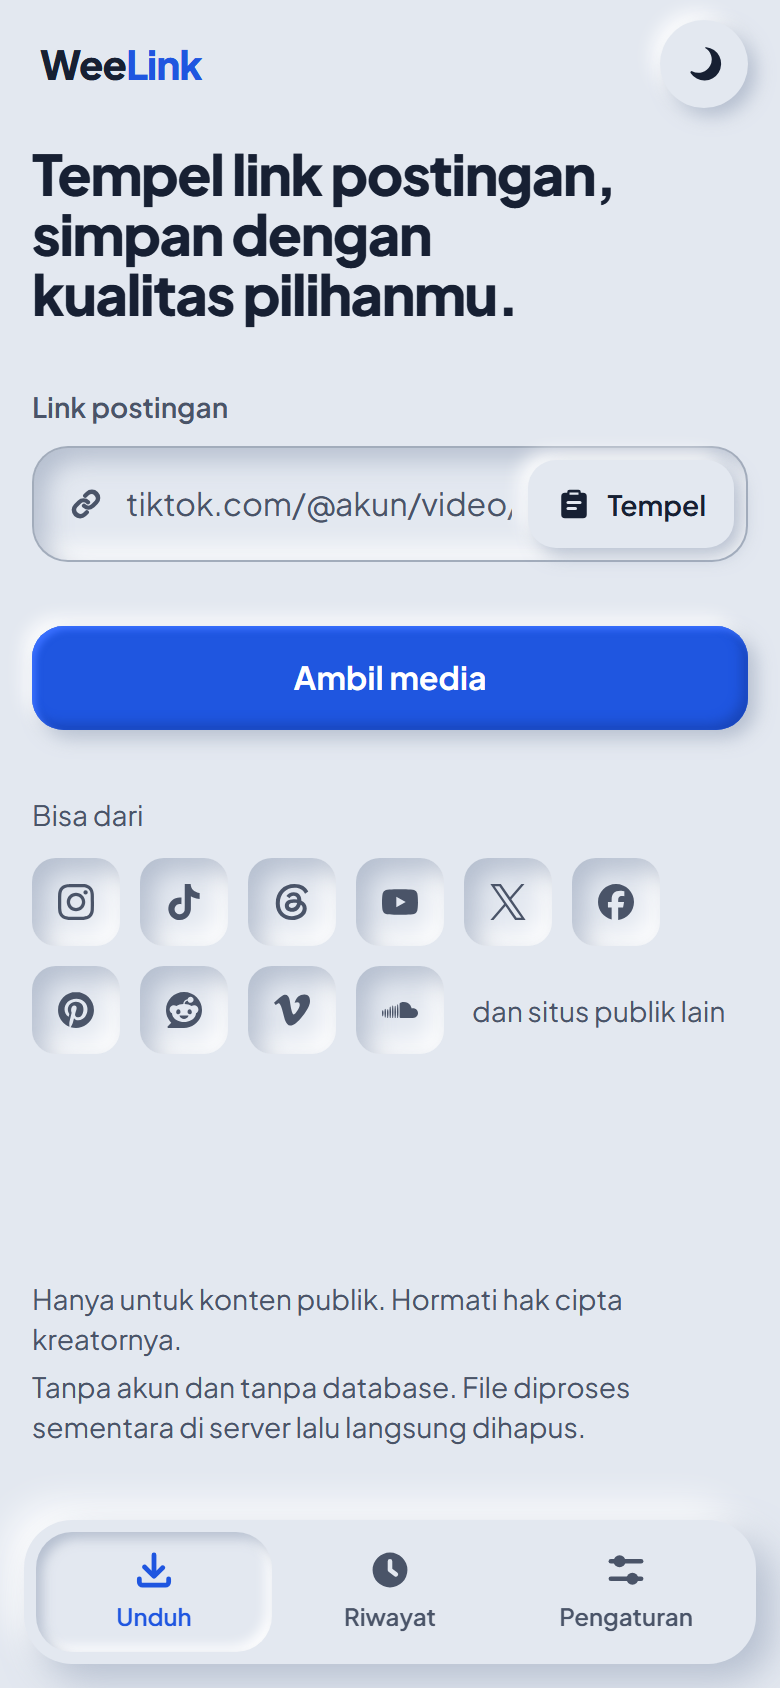 WeeLink
Tempel link postingan,
simpan dengan
kualitas pilihanmu.
Link postingan
tiktok.com/@akun/video/
Tempel
Ambil media
Bisa dari
dan situs publik lain
Hanya untuk konten publik. Hormati hak cipta
kreatornya.
Tanpa akun dan tanpa database. File diproses
sementara di server lalu langsung dihapus.
Unduh
Riwayat
Pengaturan